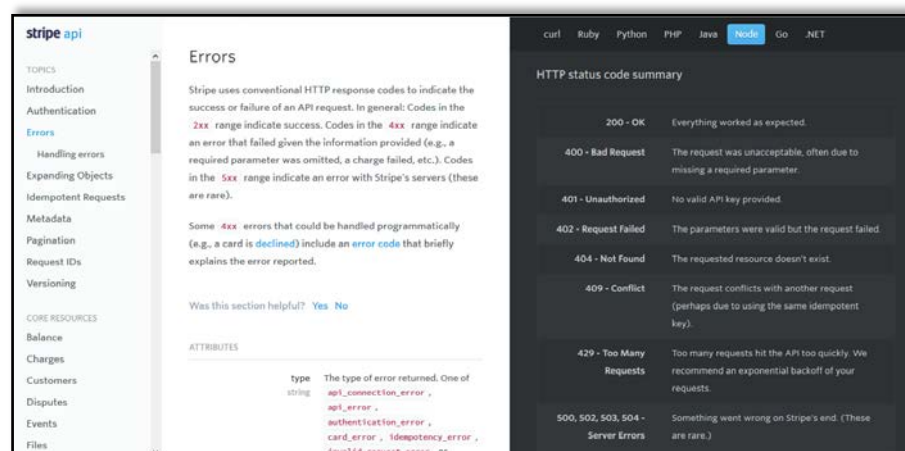 stripe api
TOPICS
Introduction
Authentication
Errors
Handling errors
Expanding Objects
Idempotent Requests
Metadata
Pagination
Request IDs
Versioning
CORE RESOURCES
Balance
Charges
Customers
Disputes
Events
Files
Errors
Stripe uses conventional HTTP response codes to indicate the
success or failure of an API request. In general: Codes in the
2xx range indicate success. Codes in the 4xx range indicate
an error that failed given the information provided (e.g., a
required parameter was omitted, a charge failed, etc.). Codes
in the 5xx range indicate an error with Stripe's servers (these
are rare).
Some 4xx errors that could be handled programmatically
(e.g., a card is declined) include an error code that briefly
explains the error reported.
Was this section helpful? Yes No
ATTRIBUTES
type The type of error returned. One of
string api_connection_error ,
api_error ,
authentication_error ,
card_error , idempotency_error ,
curl Ruby Python PHP Java Node Go .NET
HTTP status code summary
200 - OK Everything worked as expected.
400 - Bad Request The request was unacceptable, often due to
missing a required parameter.
401 - Unauthorized No valid API key provided.
402 - Request Failed The parameters were valid but the request failed.
404 - Not Found The requested resource doesn't exist.
409 - Conflict The request conflicts with another request
(perhaps due to using the same idempotent
key).
429 - Too Many Too many requests hit the API too quickly. We
Requests recommend an exponential backoff of your
requests.
500, 502, 503, 504 - Something went wrong on Stripe's end. (These
Server Errors are rare.)